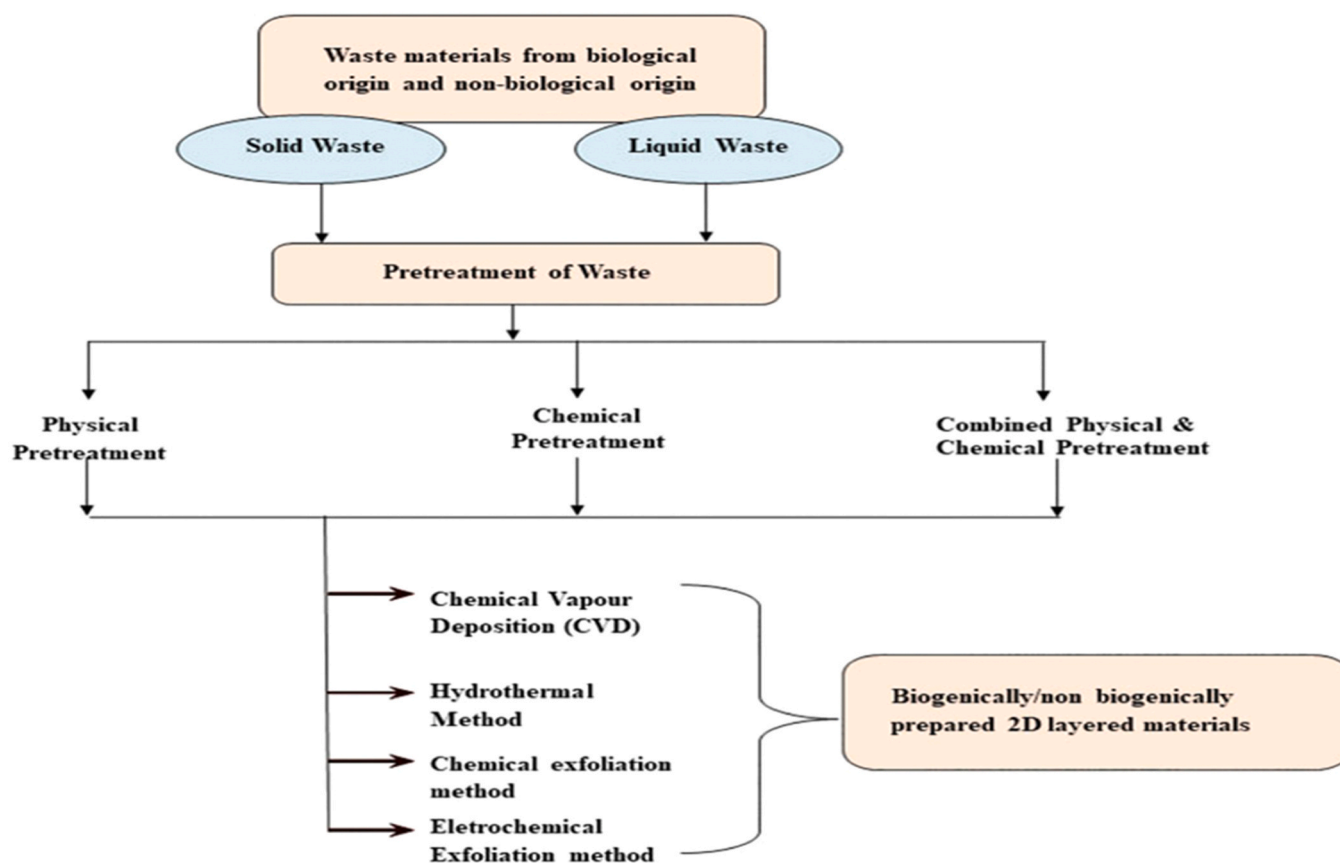 Waste materials from biological
origin and non-biological origin
Solid Waste
Liquid Waste
Pretreatment of Waste
Physical
Pretreatment
Chemical
Pretreatment
Combined Physical &
Chemical Pretreatment
Chemical Vapour
Deposition (CVD)
Hydrothermal
Method
Chemical exfoliation
method
Eletrochemical
Exfoliation method
Biogenically/non biogenically
prepared 2D layered materials